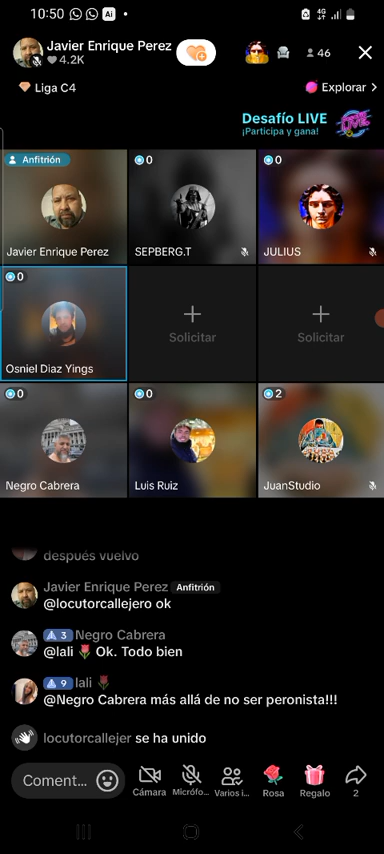 10:50
Ai
4G
Javier Enrique Perez
4.2K
46
Liga C4
Explorar
Desafío LIVE
¡Participa y gana!
LIVE
Anfitrión
0
0
Javier Enrique Perez
SEPBERG.T
JULIUS
0
Osniel Diaz Yings
Solicitar
Solicitar
0
0
2
Negro Cabrera
Luis Ruiz
JuanStudio
después vuelvo
Javier Enrique Perez Anfitrión
@locutorcallejero ok
3 Negro Cabrera
@lali 🌷 Ok. Todo bien
9 lali 🌷
@Negro Cabrera más allá de no ser peronista!!!
locutorcallejer se ha unido
Coment...
Cámara
Micrófo...
Varios i...
Rosa
Regalo
2